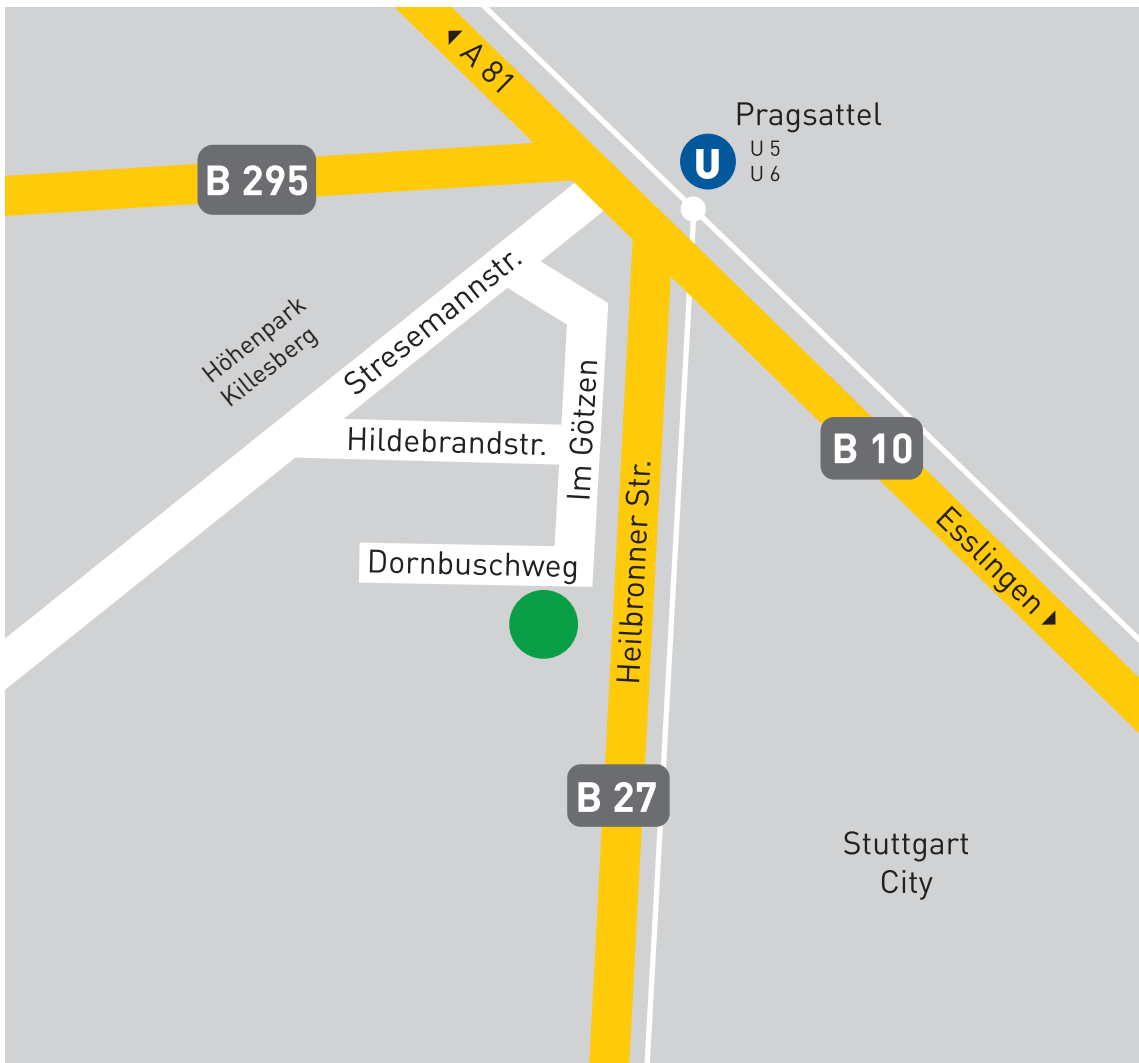 ◀ A 81
Pragsattel
U
U 5
U 6
B 295
Stresemannstr.
Höhenpark
Killesberg
Im Götzen
Hildebrandstr.
B 10
Heilbronner Str.
Esslingen ▶
Dornbuschweg
B 27
Stuttgart
City